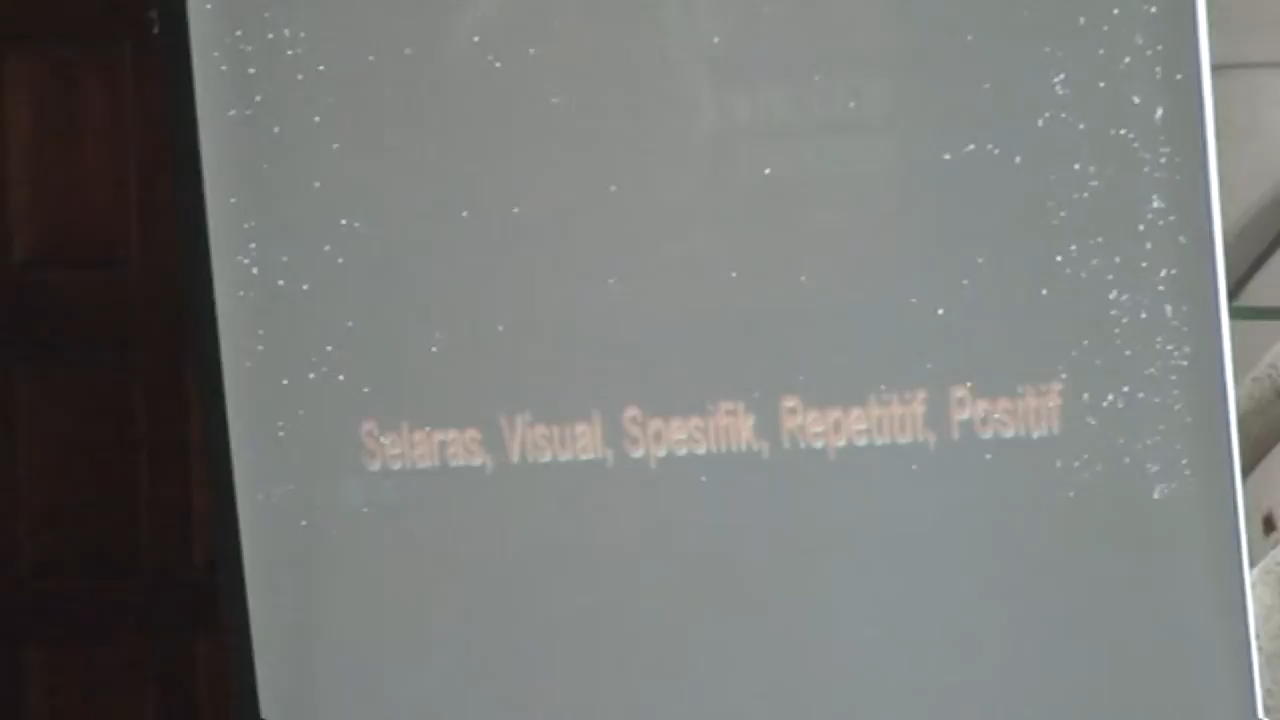 Selaras, Visual, Spesifik, Repetitif, Positif